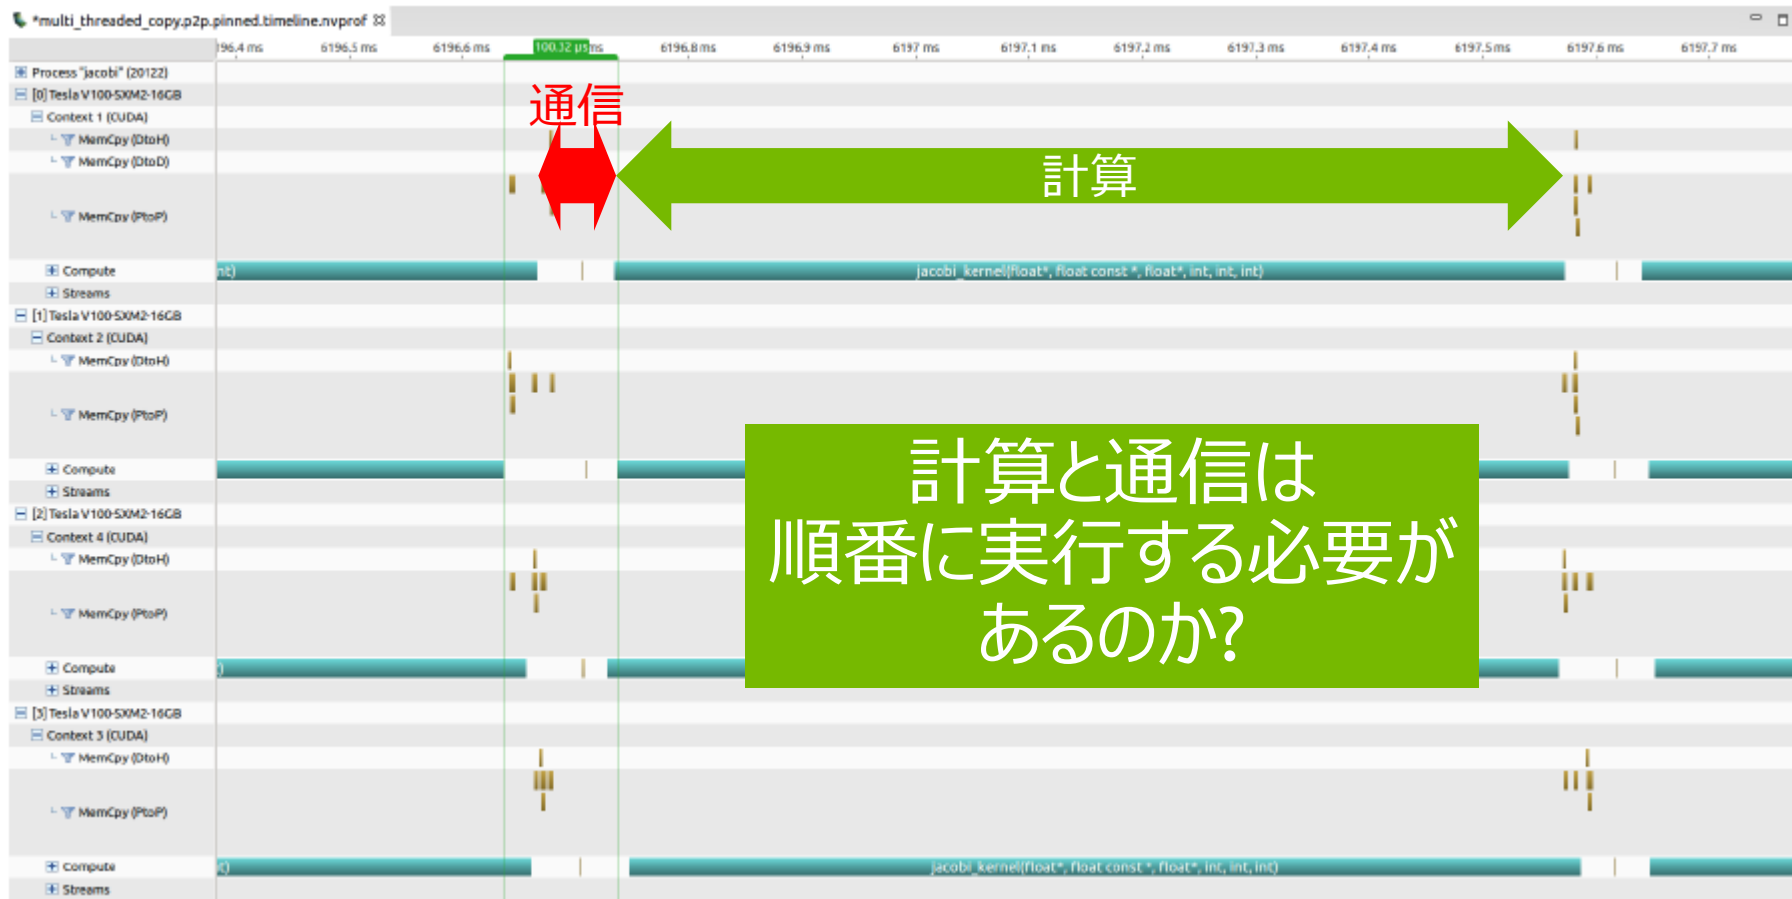 *multi_threaded_copy.p2p.pinned.timeline.nvprof
196.4 ms 6196.5 ms 6196.6 ms 100.32 μs ms 6196.8 ms 6196.9 ms 6197 ms 6197.1 ms 6197.2 ms 6197.3 ms 6197.4 ms 6197.5 ms 6197.6 ms 6197.7 ms
Process "jacobi" (20122)
[0] Tesla V100-SXM2-16GB
Context 1 (CUDA)
通信
MemCpy (DtoH)
MemCpy (DtoD)
計算
MemCpy (PtoP)
Compute
nt)
jacobi_kernel(float*, float const *, float*, int, int, int)
Streams
[1] Tesla V100-SXM2-16GB
Context 2 (CUDA)
MemCpy (DtoH)
MemCpy (PtoP)
Compute
Streams
[2] Tesla V100-SXM2-16GB
Context 4 (CUDA)
MemCpy (DtoH)
MemCpy (PtoP)
計算と通信は
順番に実行する必要が
あるのか?
Compute
)
Streams
[3] Tesla V100-SXM2-16GB
Context 3 (CUDA)
MemCpy (DtoH)
MemCpy (PtoP)
Compute
t)
jacobi_kernel(float*, float const *, float*, int, int, int)
Streams